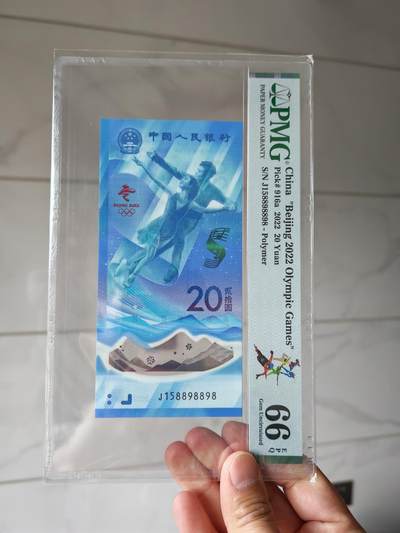 中国人民银行
BEIJING 2022
20
贰拾圆
J158898898
PMG
PAPER MONEY GUARANTY
China "Beijing 2022 Olympic Games"
Pick# 916a 2022 20 Yuan
S/N J158898898 - Polymer
66
EPQ
Gem Uncirculated